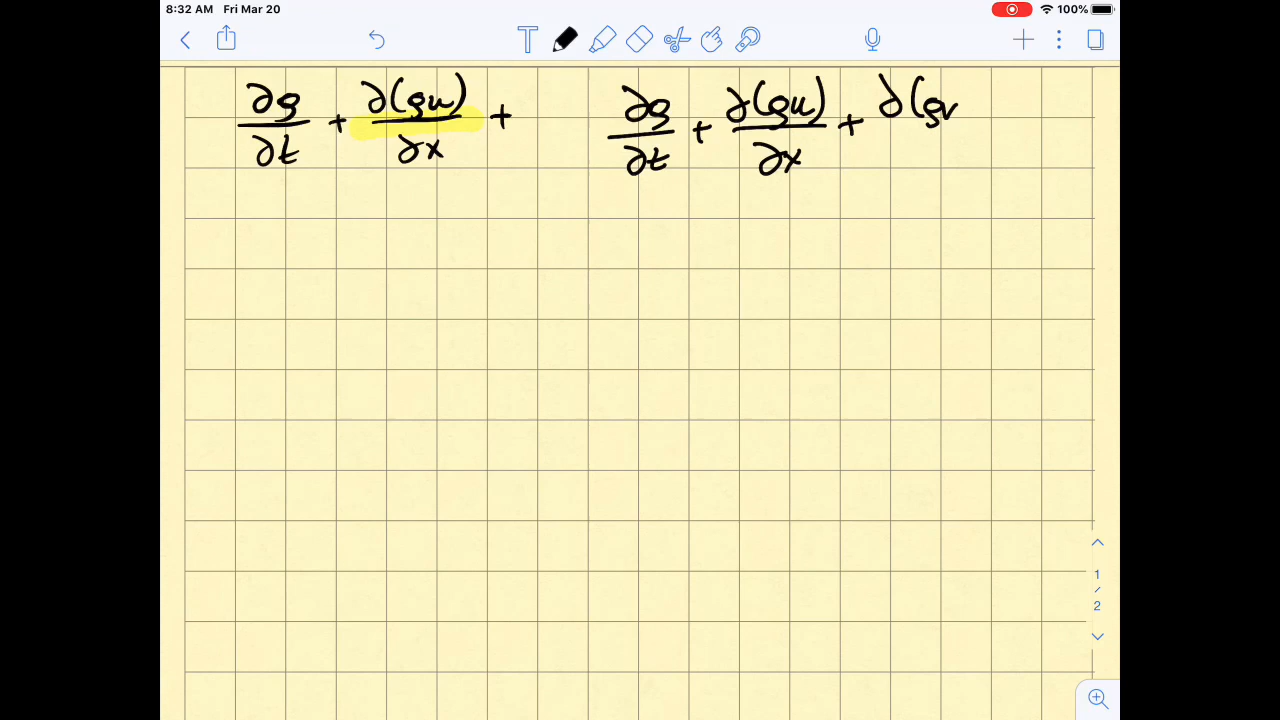 8:32 AM Fri Mar 20 100%
T
∂ρ/∂t + ∂(ρu)/∂x + ∂ρ/∂t + ∂(ρu)/∂x + ∂(ρv
1
/
2